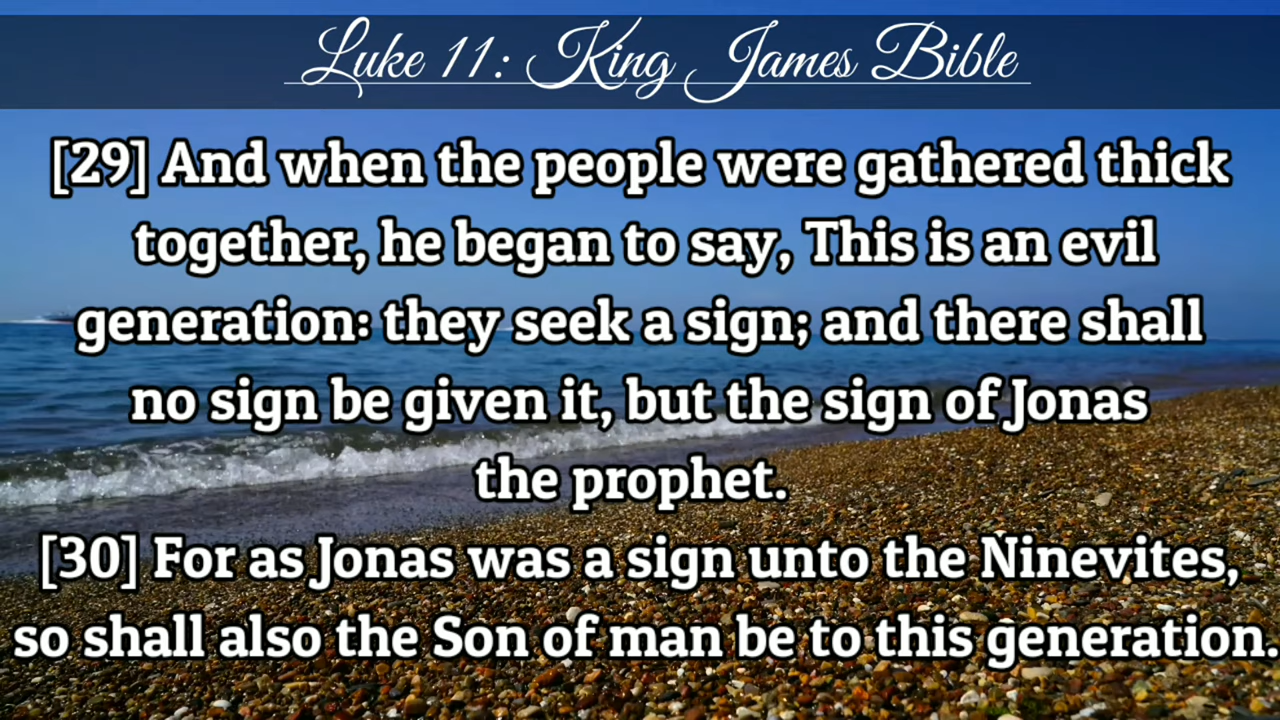 Luke 11: King James Bible
[29] And when the people were gathered thick
together, he began to say, This is an evil
generation: they seek a sign; and there shall
no sign be given it, but the sign of Jonas
the prophet.
[30] For as Jonas was a sign unto the Ninevites,
so shall also the Son of man be to this generation.